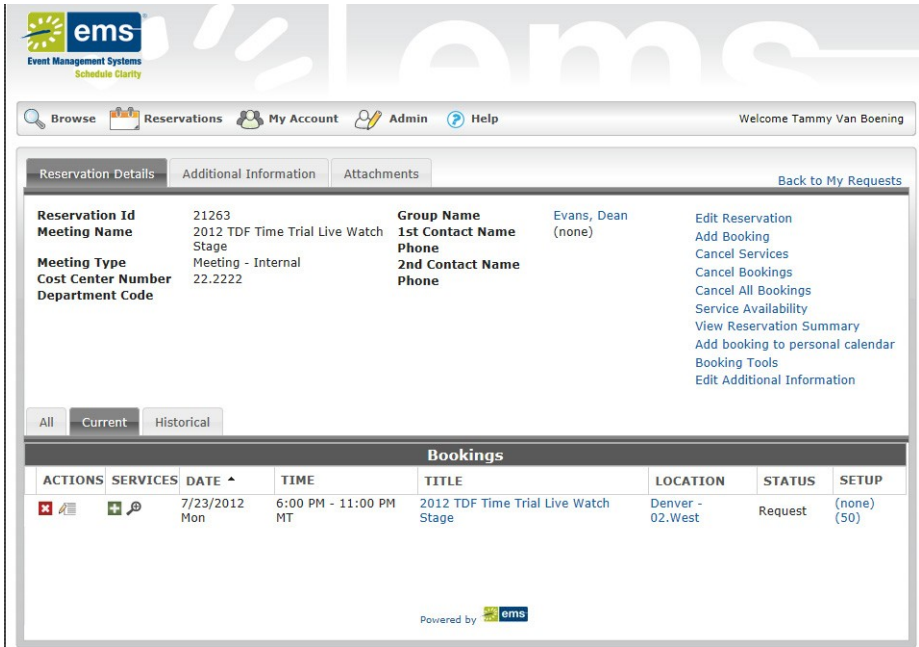 ems
Event Management Systems
Schedule Clarity
ems
Browse Reservations My Account Admin Help Welcome Tammy Van Boening
Reservation Details Additional Information Attachments
Back to My Requests
Reservation Id 21263
Meeting Name 2012 TDF Time Trial Live Watch
Stage
Meeting Type Meeting - Internal
Cost Center Number 22.2222
Department Code
Group Name Evans, Dean
1st Contact Name (none)
Phone
2nd Contact Name
Phone
Edit Reservation
Add Booking
Cancel Services
Cancel Bookings
Cancel All Bookings
Service Availability
View Reservation Summary
Add booking to personal calendar
Booking Tools
Edit Additional Information
All Current Historical
Bookings
ACTIONS SERVICES DATE TIME TITLE LOCATION STATUS SETUP
7/23/2012 6:00 PM - 11:00 PM 2012 TDF Time Trial Live Watch Denver - Request (none)
Mon MT Stage 02.West (50)
Powered by ems